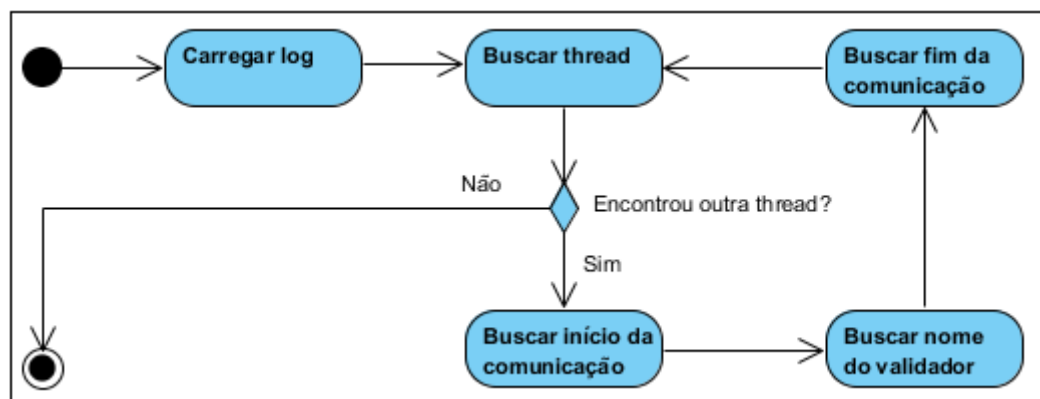 Carregar log
Buscar thread
Buscar fim da
comunicação
Não
Encontrou outra thread?
Sim
Buscar início da
comunicação
Buscar nome
do validador